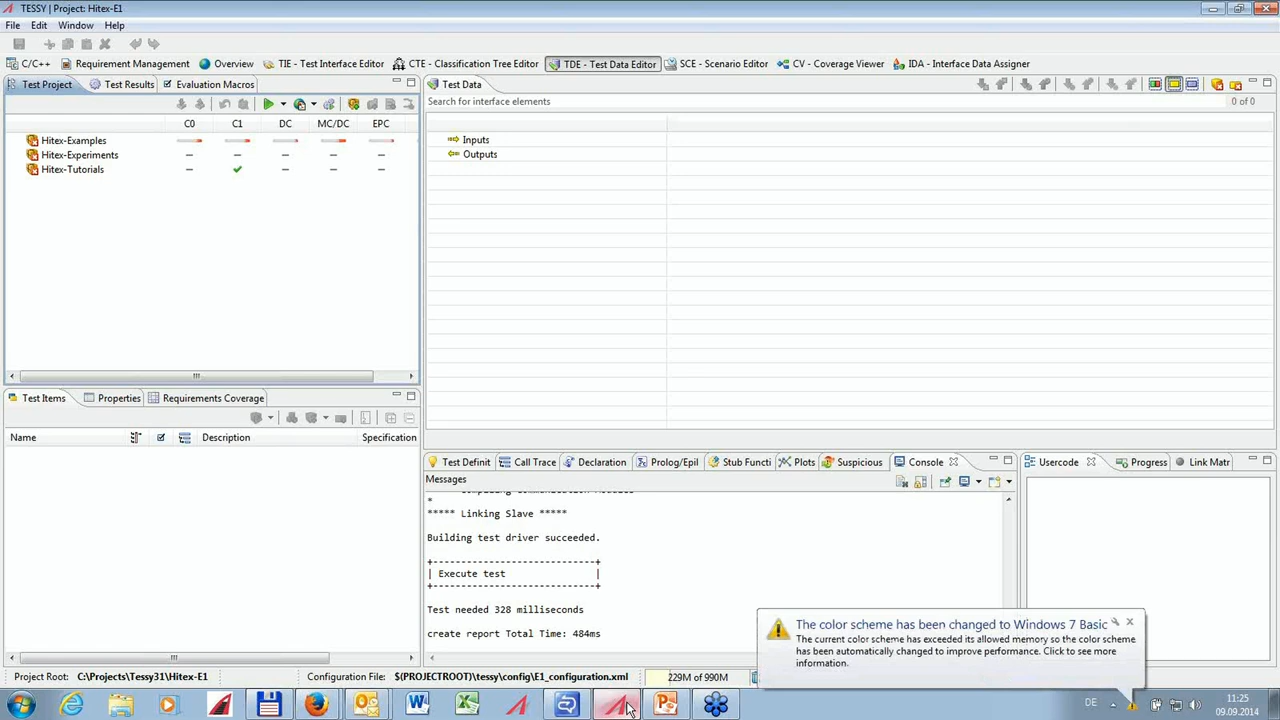 TESSY | Project: Hitex-E1
File Edit Window Help
C/C++ Requirement Management Overview TIE - Test Interface Editor CTE - Classification Tree Editor TDE - Test Data Editor SCE - Scenario Editor CV - Coverage Viewer IDA - Interface Data Assigner
Test Project Test Results Evaluation Macros
C0 C1 DC MC/DC EPC
Hitex-Examples
Hitex-Experiments
Hitex-Tutorials
Test Data
Search for interface elements 0 of 0
Inputs
Outputs
Test Items Properties Requirements Coverage
Name Description Specification
Test Definit Call Trace Declaration Prolog/Epil Stub Functi Plots Suspicious Console
Messages
*
***** Linking Slave *****
Building test driver succeeded.
+--------------------------+
| Execute test |
+--------------------------+
Test needed 328 milliseconds
create report Total Time: 484ms
Usercode Progress Link Matr
The color scheme has been changed to Windows 7 Basic
The current color scheme has exceeded its allowed memory so the color scheme
has been automatically changed to improve performance. Click to see more
information.
Project Root: C:\Projects\Tessy31\Hitex-E1 Configuration File: $(PROJECTROOT)\tessy\config\E1_configuration.xml 229M of 990M
DE
11:25
09.09.2014